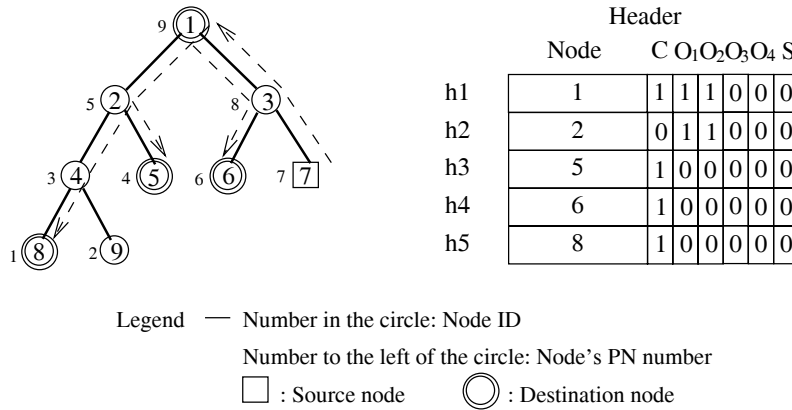 Header
Node C O1 O2 O3 O4 S
h1 1 1 1 1 0 0 0
h2 2 0 1 1 0 0 0
h3 5 1 0 0 0 0 0
h4 6 1 0 0 0 0 0
h5 8 1 0 0 0 0 0
9 1
5 2
8 3
3 4
4 5
6 6
7 7
1 8
2 9
Legend — Number in the circle: Node ID
Number to the left of the circle: Node's PN number
: Source node : Destination node